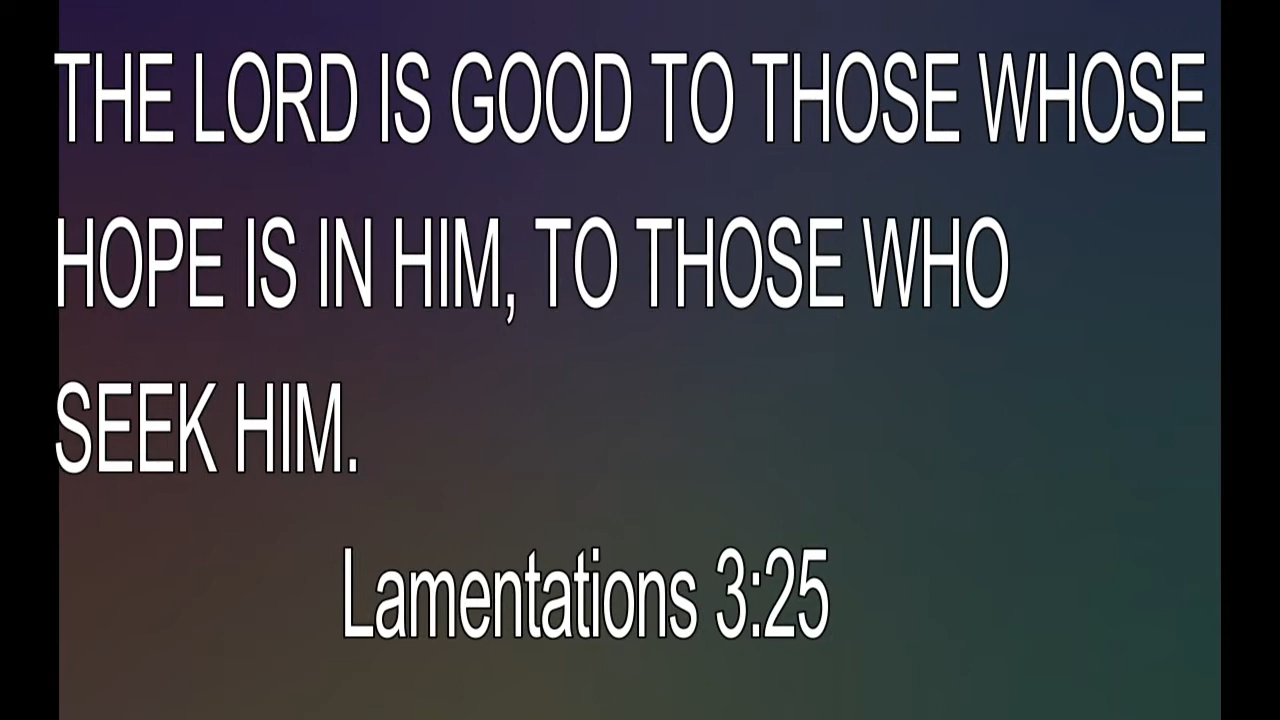 THE LORD IS GOOD TO THOSE WHOSE
HOPE IS IN HIM, TO THOSE WHO
SEEK HIM.
Lamentations 3:25